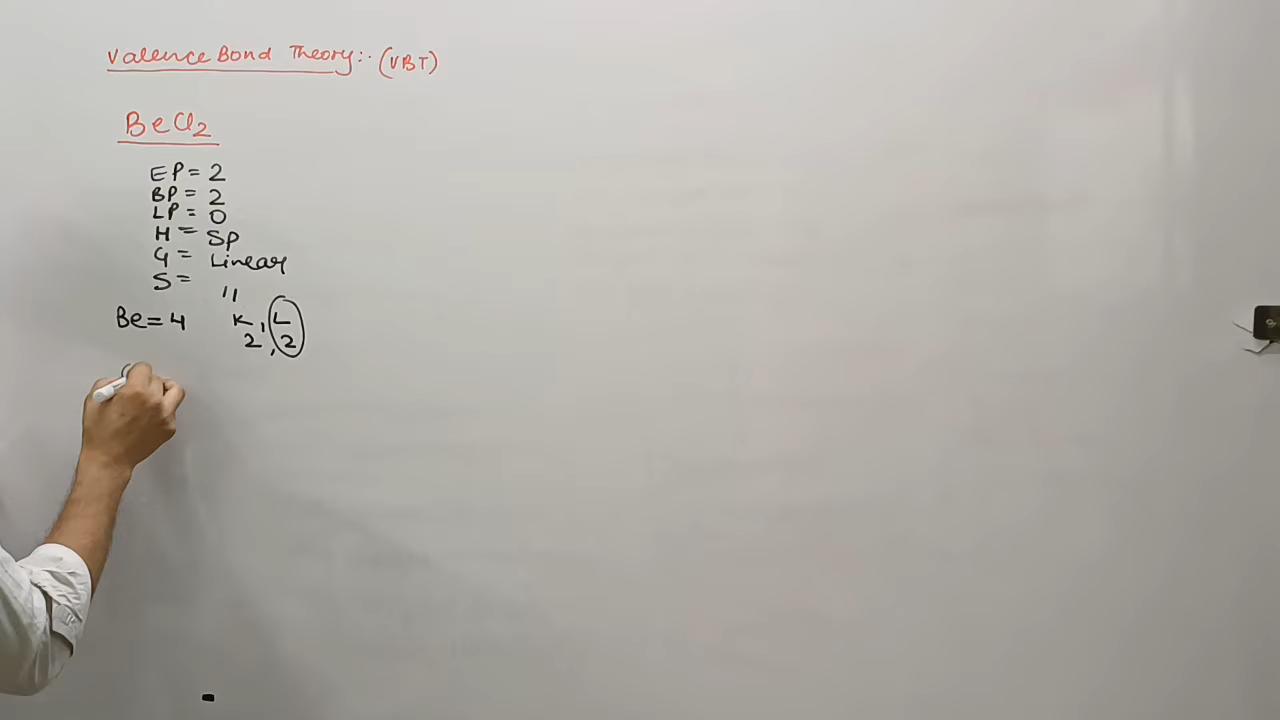 Valence Bond Theory:- (VBT)
BeCl2
EP = 2
BP = 2
LP = 0
H = Sp
G = Linear
S = "
Be = 4 K, L
2, 2